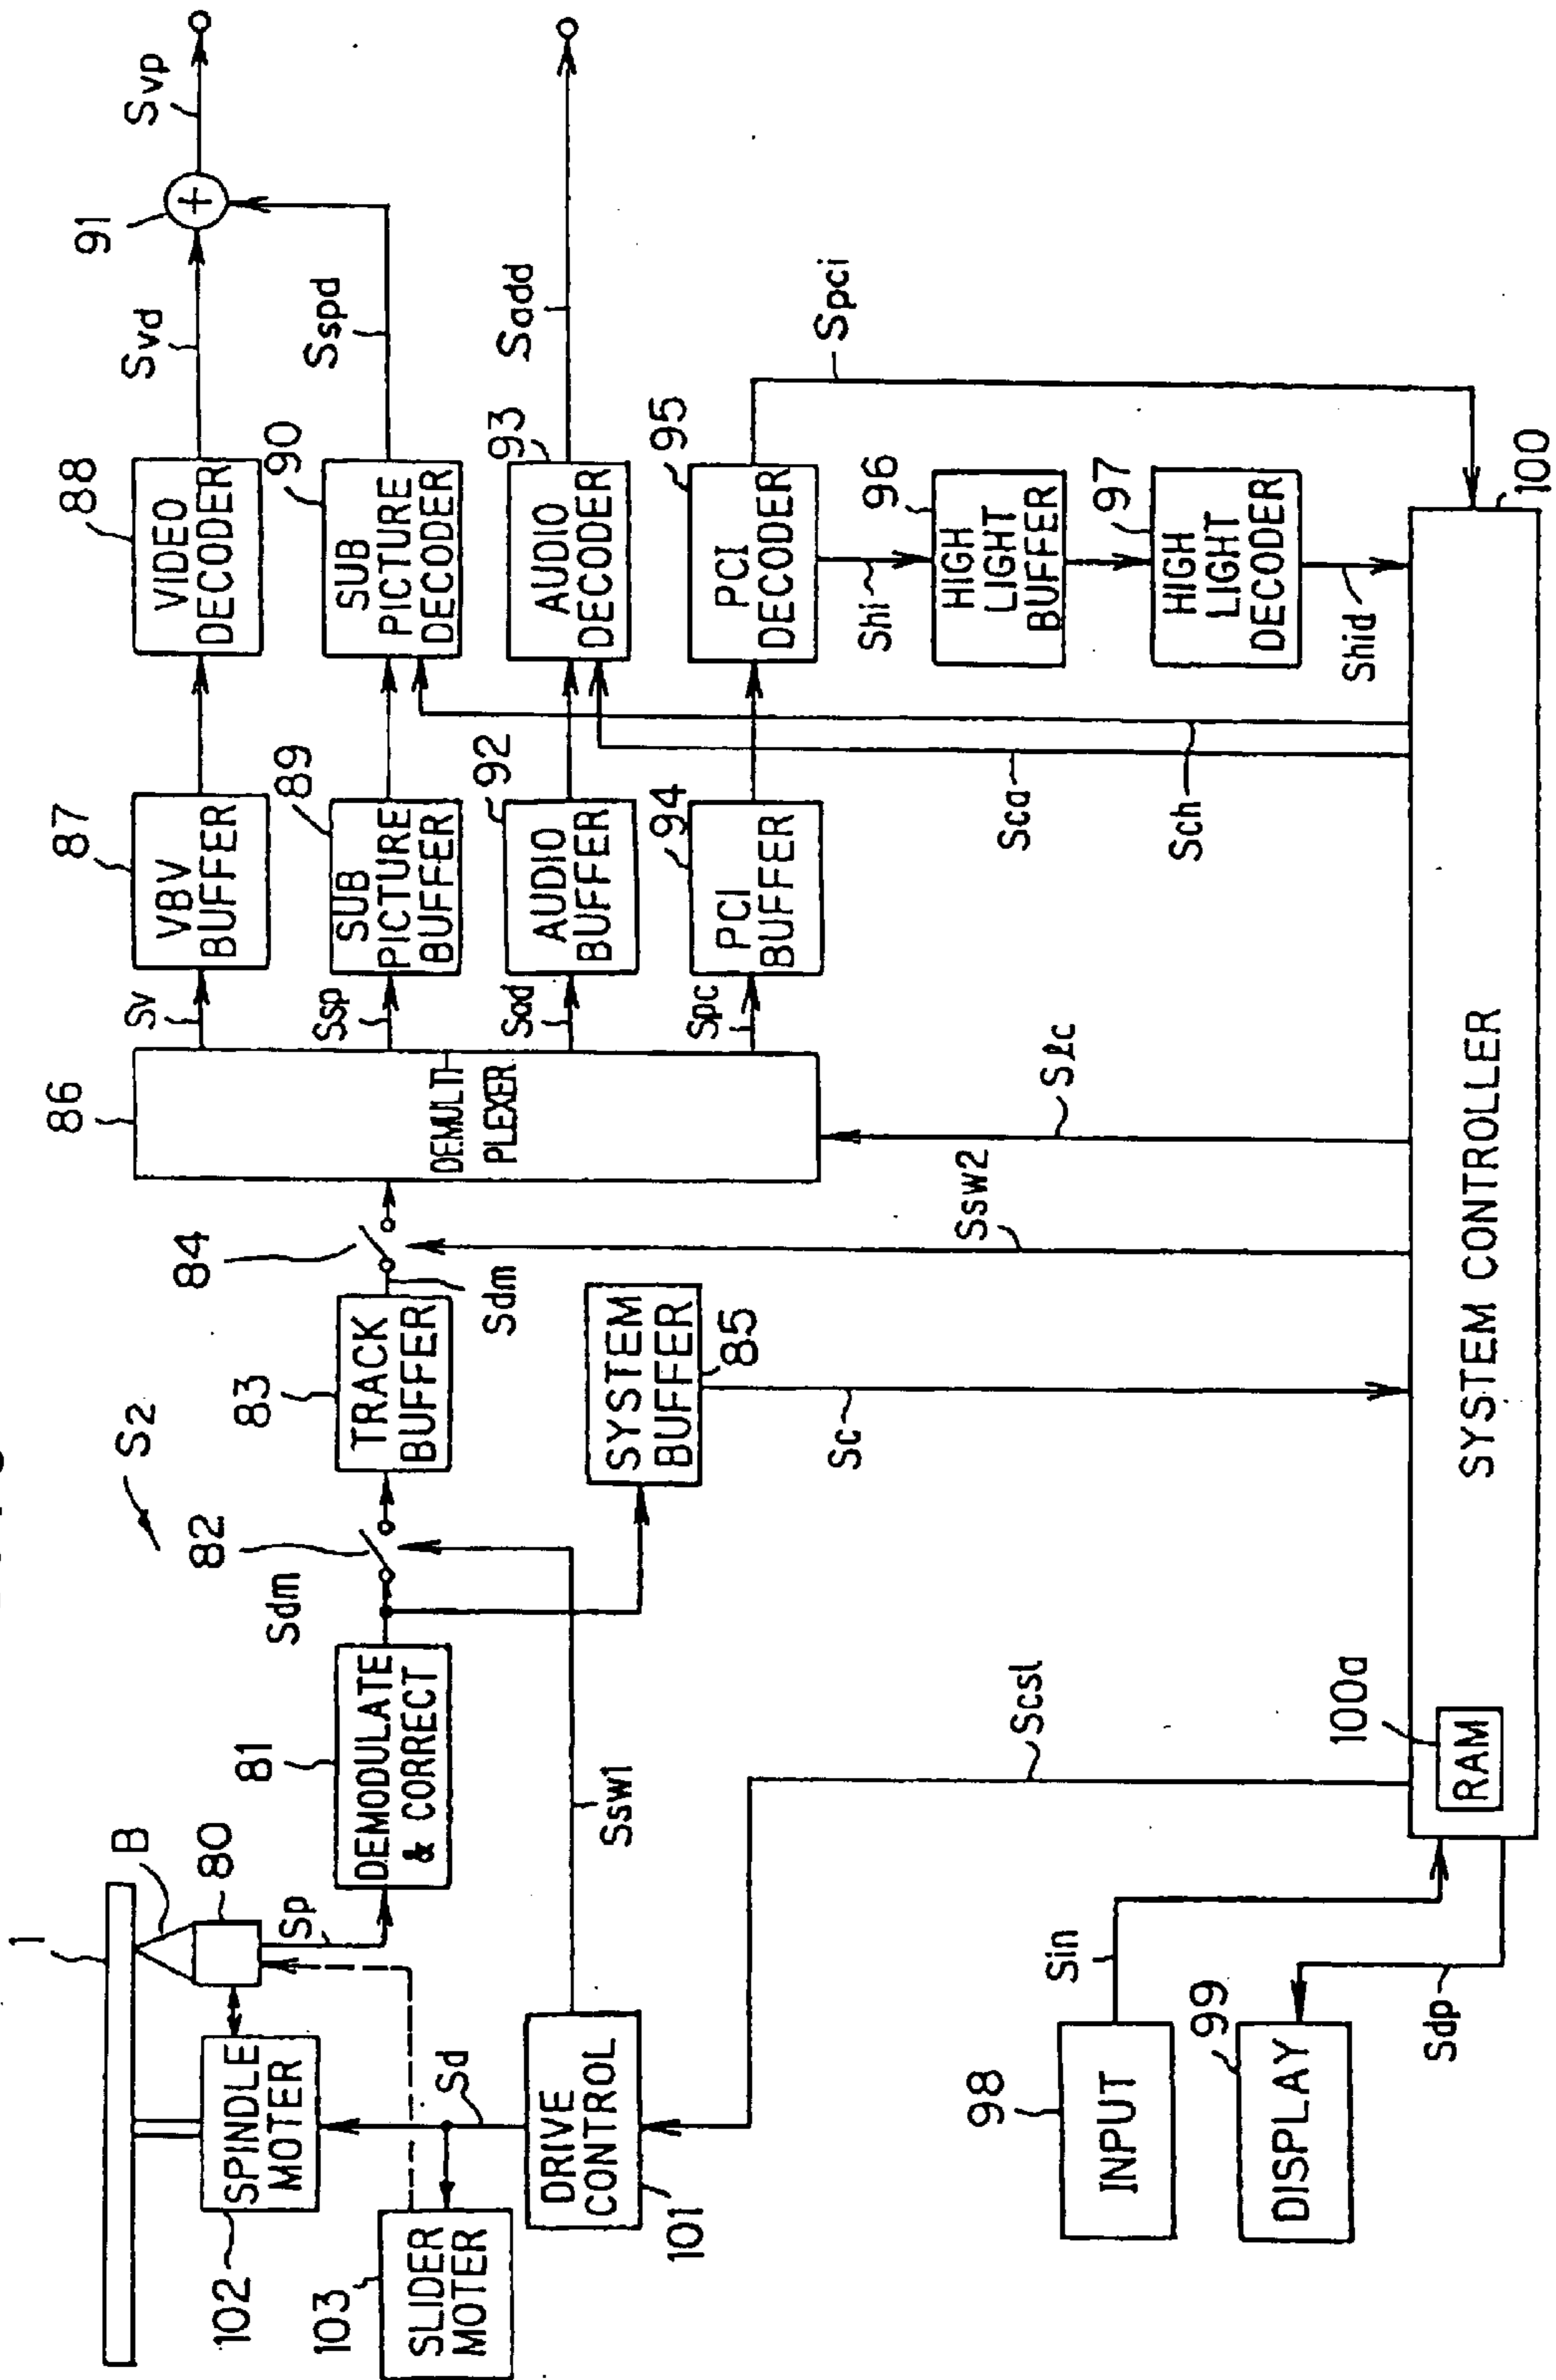 S2
1
B
80
Sp
102
SPINDLE
MOTER
103
SLIDER
MOTER
Sd
DRIVE
CONTROL
101
81
DEMODULATE
& CORRECT
Sdm
82
Ssw1
83
TRACK
BUFFER
84
Sdm
SYSTEM
BUFFER
85
Sc
86
DEMULTI
PLEXER
Sv
Ssp
Sad
Spc
87
VBV
BUFFER
88
VIDEO
DECODER
Svd
91
+
Svp
89
SUB
PICTURE
BUFFER
90
SUB
PICTURE
DECODER
Sspd
92
AUDIO
BUFFER
93
AUDIO
DECODER
Sadd
94
PCI
BUFFER
95
PCI
DECODER
Spci
Shi
96
HIGH
LIGHT
BUFFER
97
HIGH
LIGHT
DECODER
Shid
Sca
Sch
Slc
Ssw2
Scsl
98
INPUT
Sin
99
DISPLAY
Sdp
100a
RAM
SYSTEM CONTROLLER
100